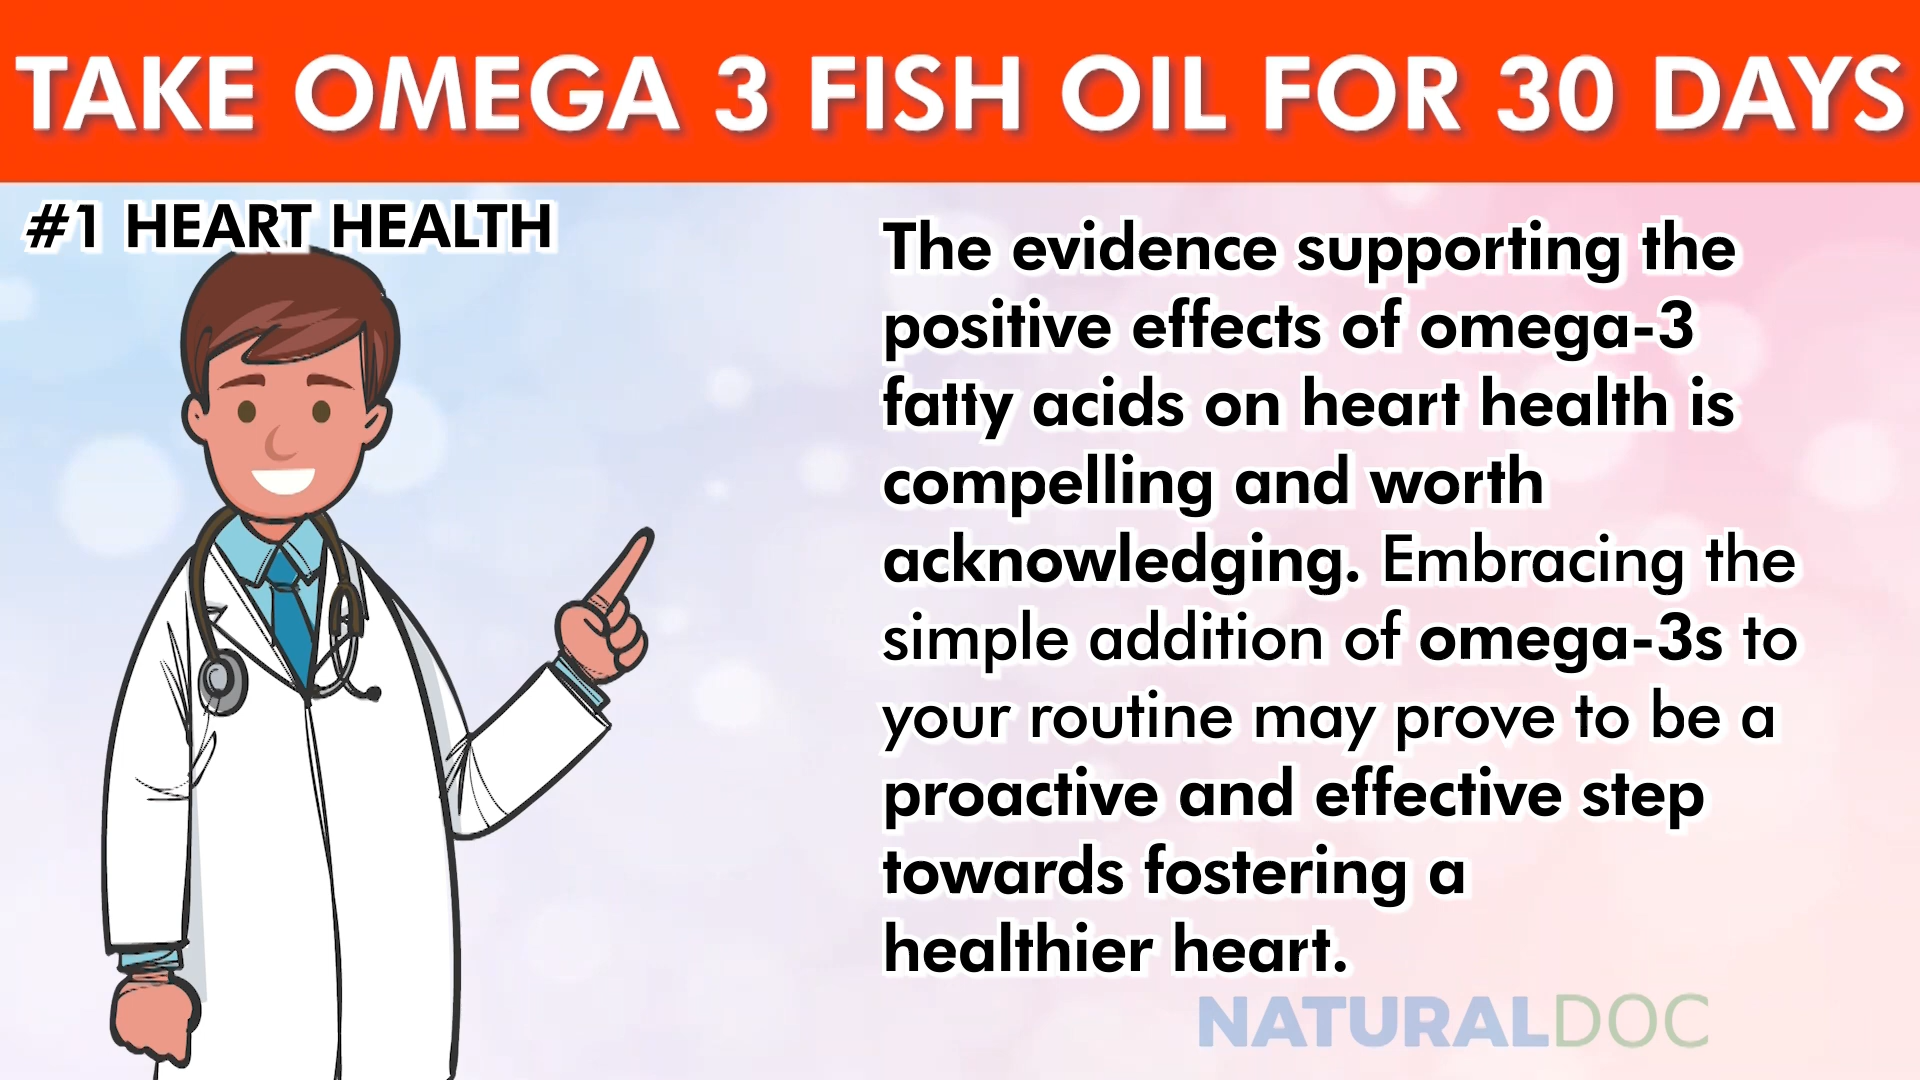 TAKE OMEGA 3 FISH OIL FOR 30 DAYS
#1 HEART HEALTH
The evidence supporting the
positive effects of omega-3
fatty acids on heart health is
compelling and worth
acknowledging. Embracing the
simple addition of omega-3s to
your routine may prove to be a
proactive and effective step
towards fostering a
healthier heart.
NATURALDOC